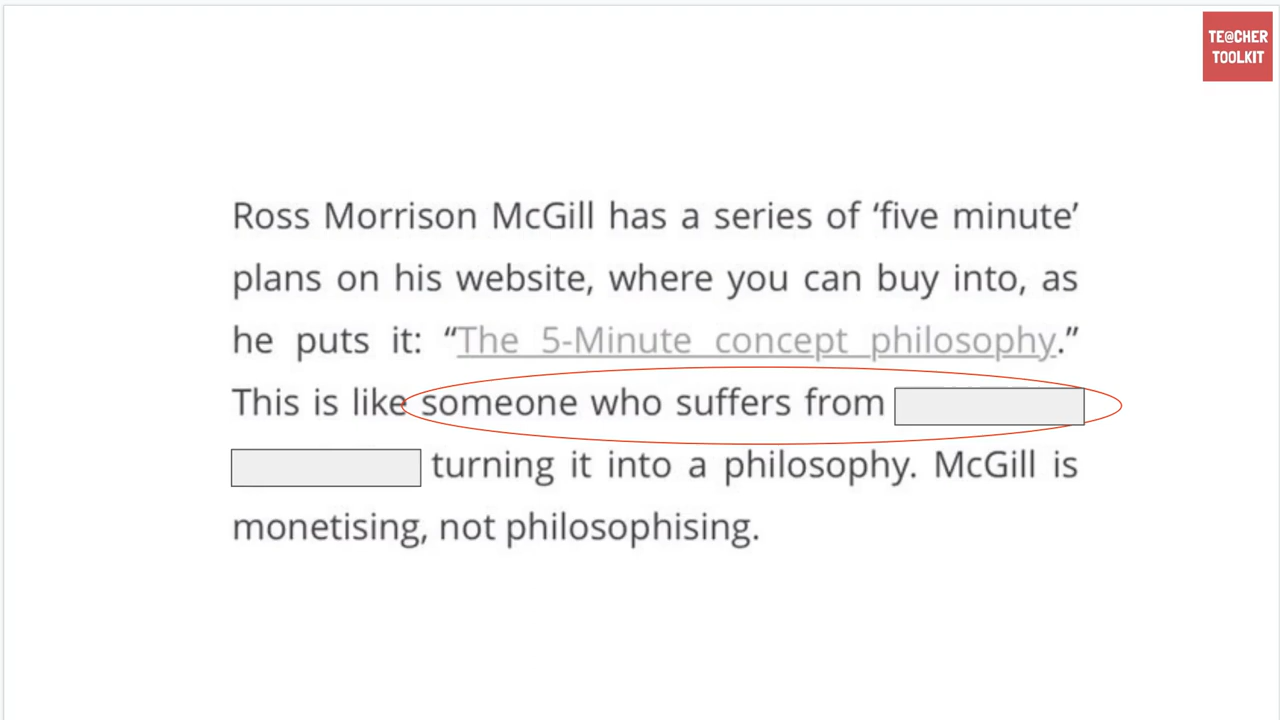 TE@CHER
TOOLKIT
Ross Morrison McGill has a series of ‘five minute’
plans on his website, where you can buy into, as
he puts it: “The 5-Minute concept philosophy.”
This is like someone who suffers from
turning it into a philosophy. McGill is
monetising, not philosophising.